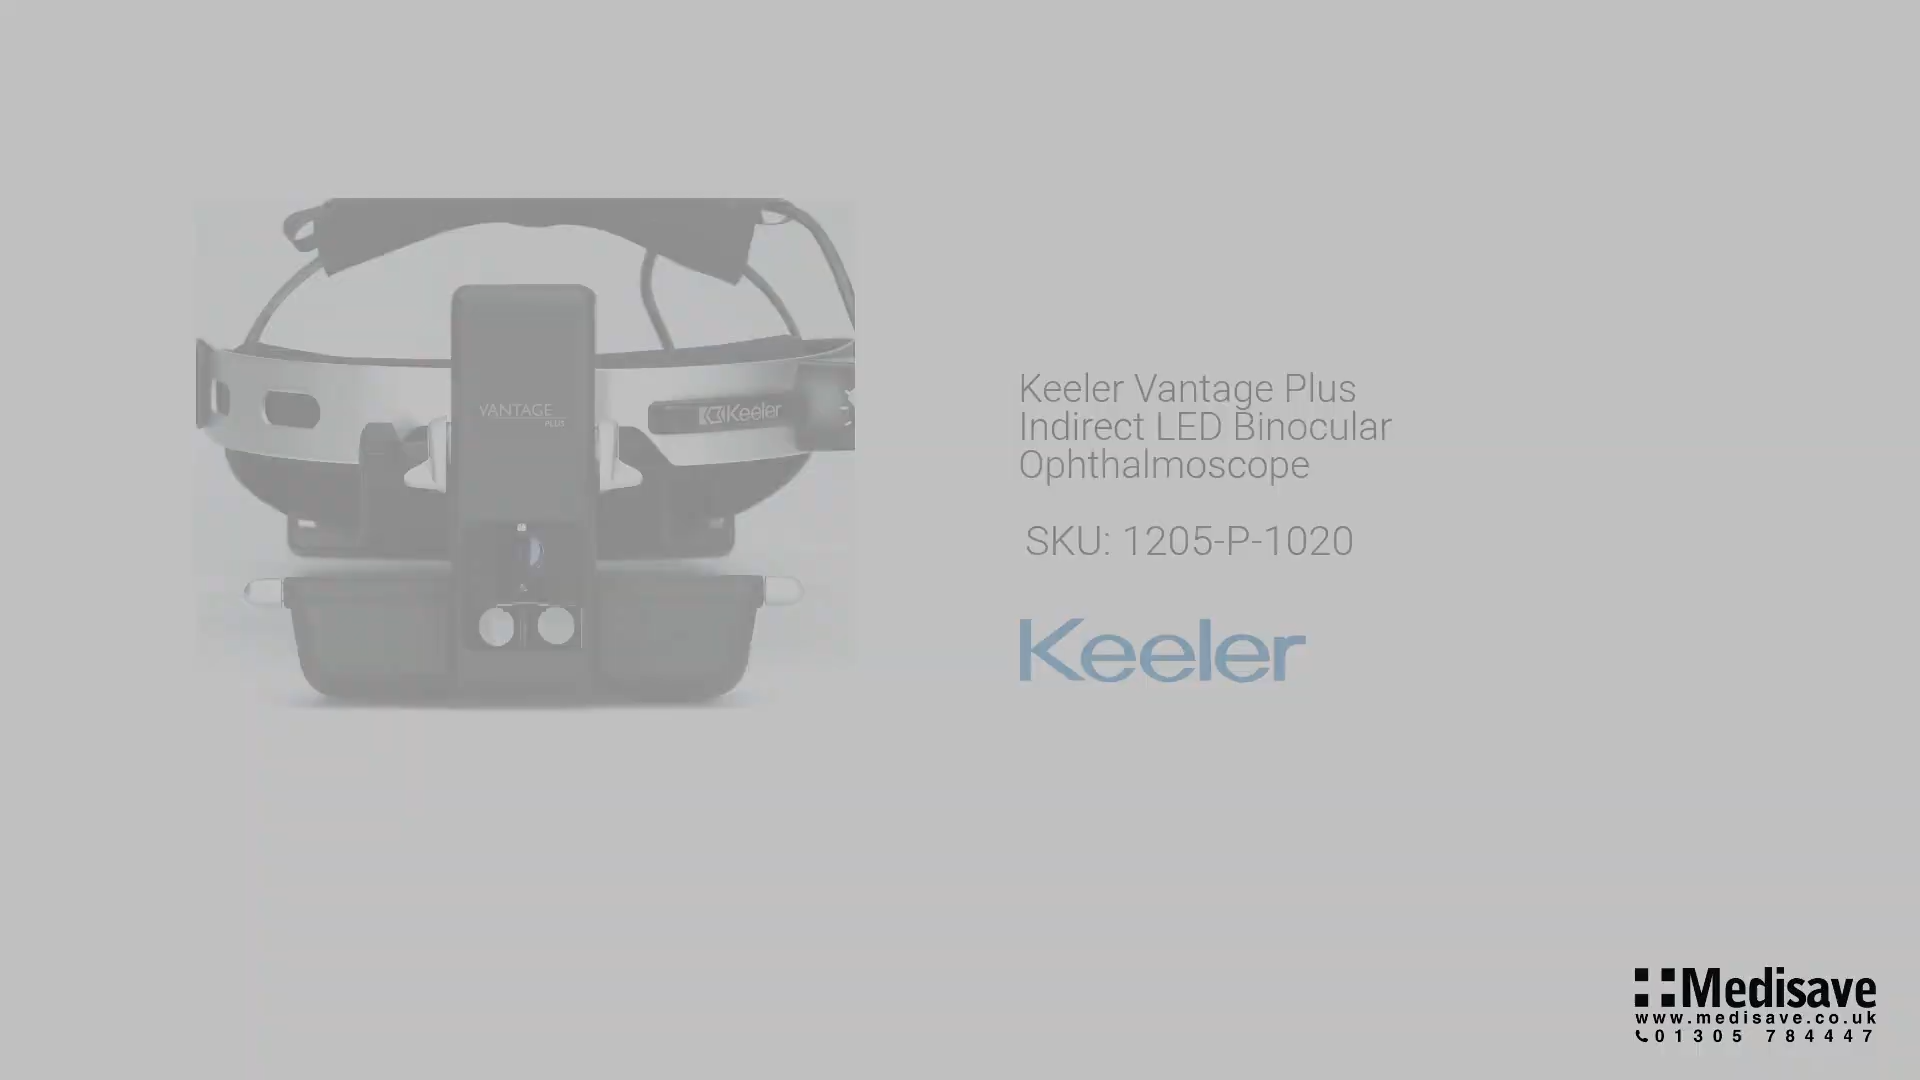 VANTAGE
PLUS
Keeler
Keeler Vantage Plus
Indirect LED Binocular
Ophthalmoscope
SKU: 1205-P-1020
Keeler
Medisave
www.medisave.co.uk
01305 784447